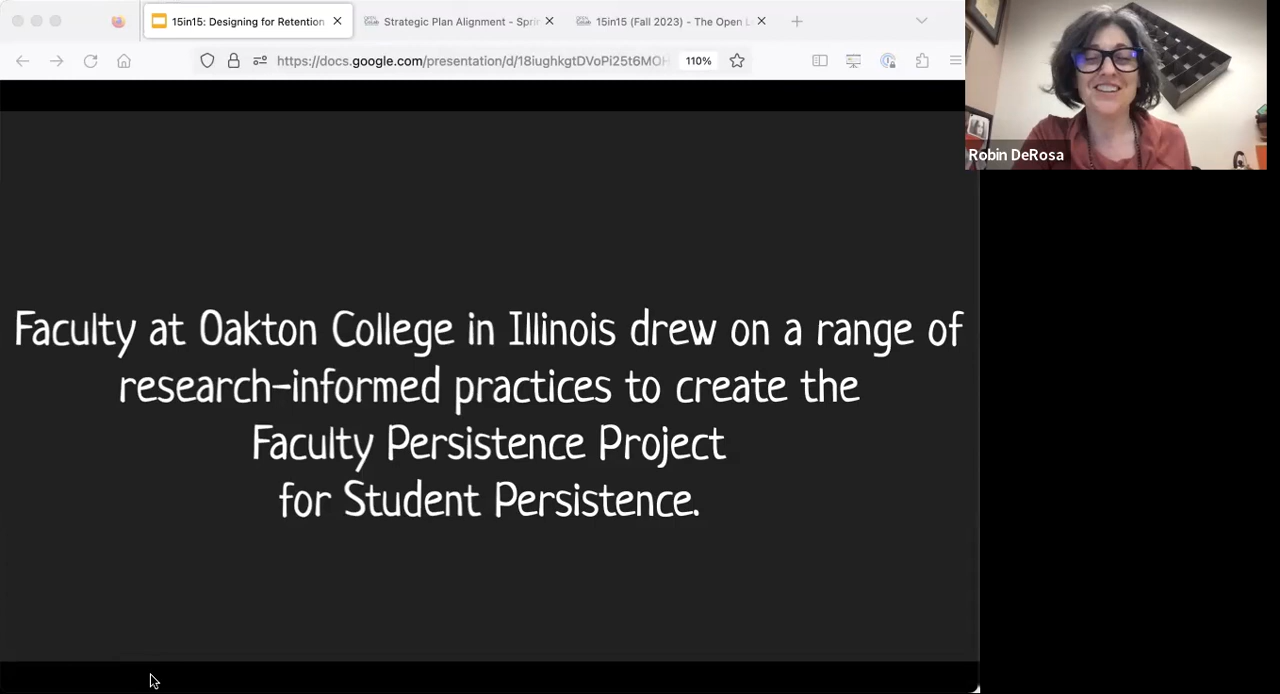 15in15: Designing for Retention
Strategic Plan Alignment - Spri
15in15 (Fall 2023) - The Open L
https://docs.google.com/presentation/d/18iughkgtDVoPi25t6MOH
110%
Robin DeRosa
Faculty at Oakton College in Illinois drew on a range of
research-informed practices to create the
Faculty Persistence Project
for Student Persistence.